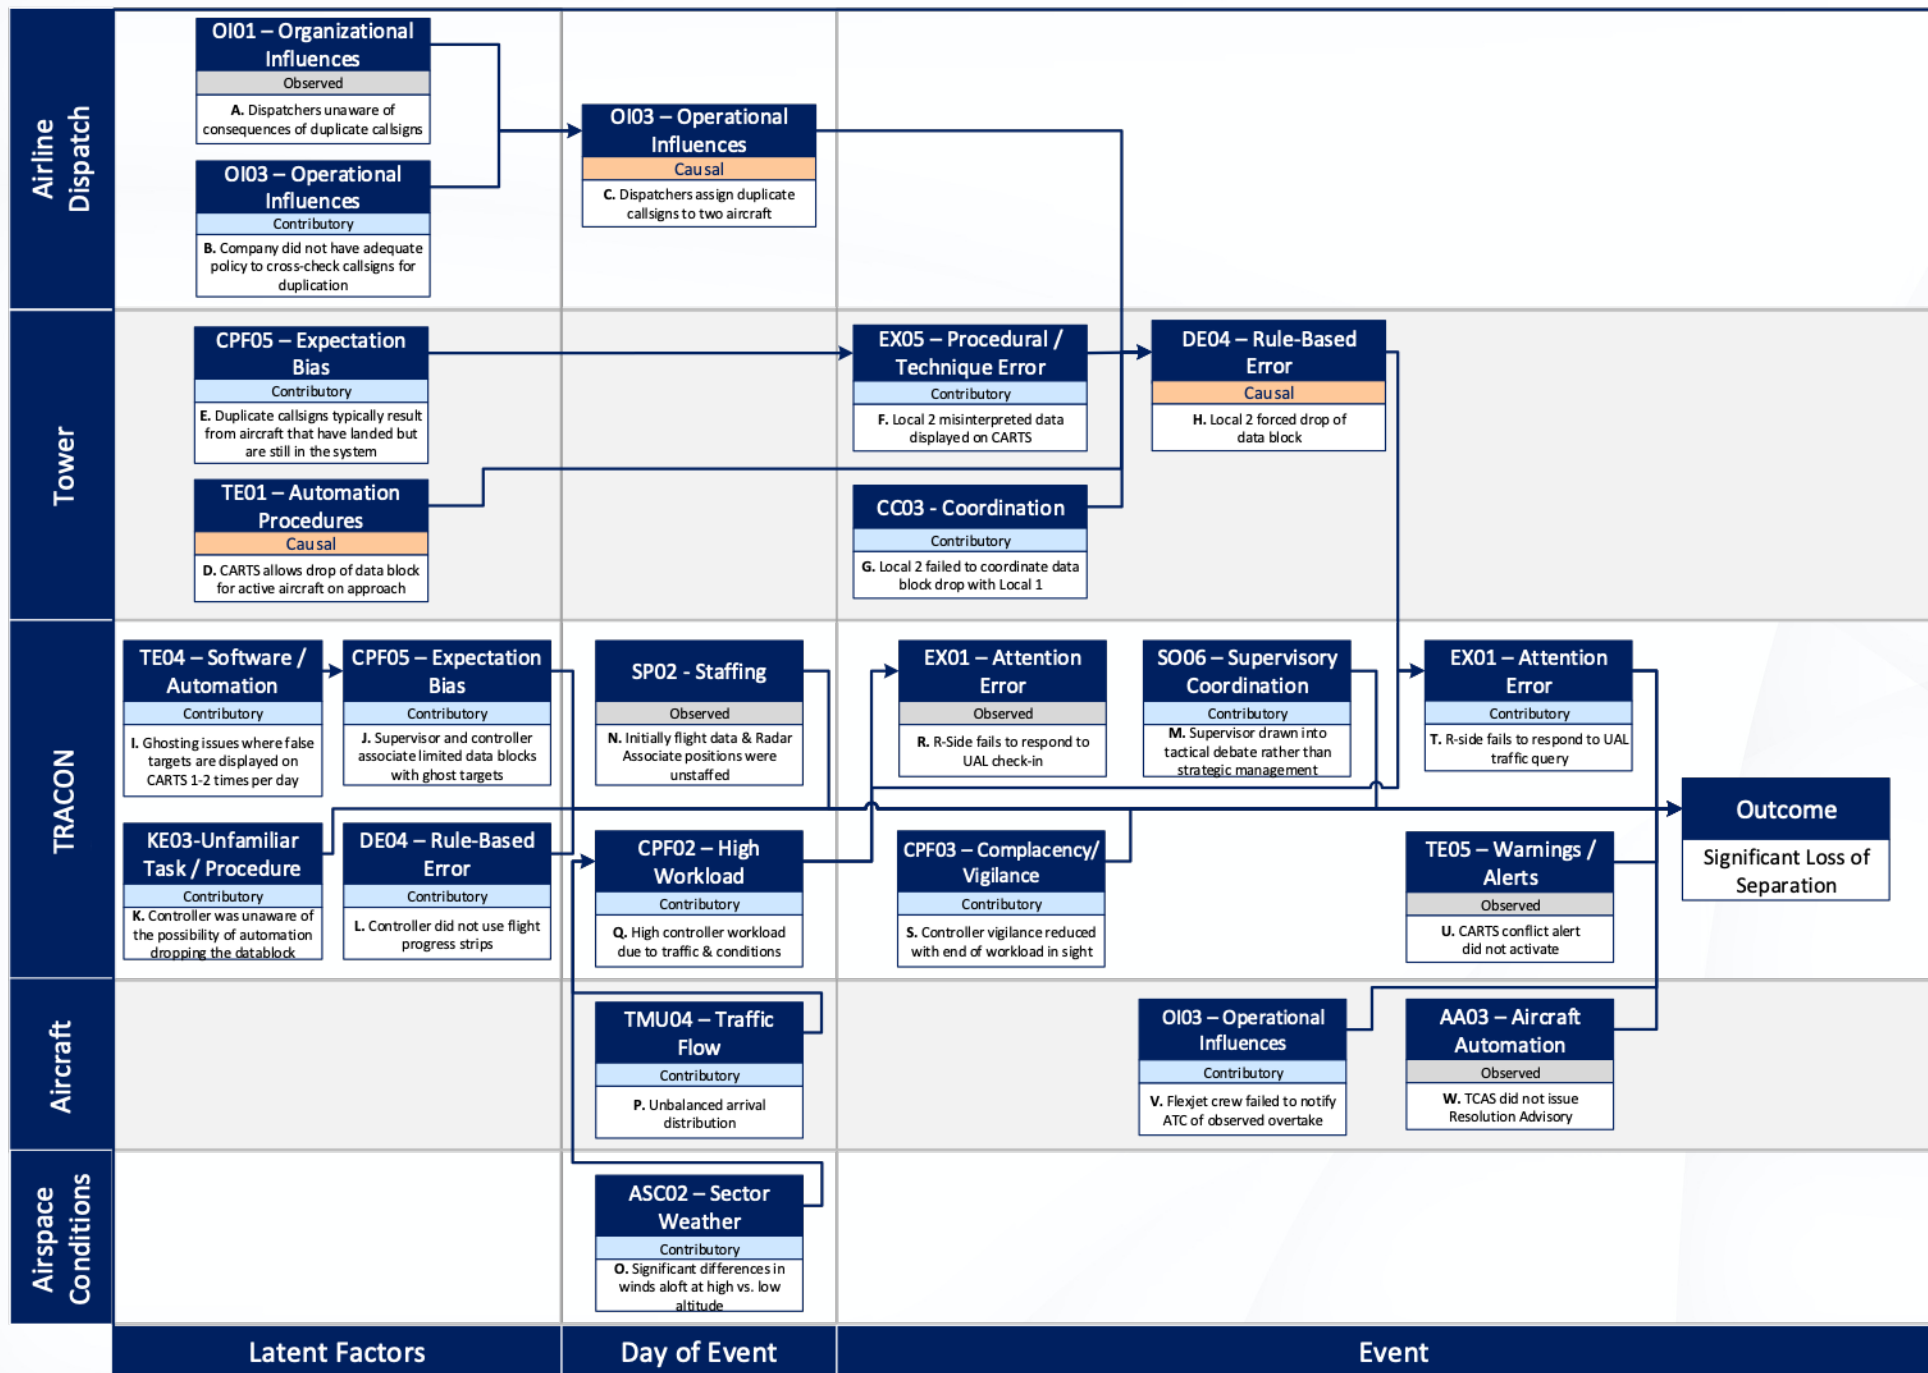 Airline
Dispatch
OI01 – Organizational
Influences
Observed
A. Dispatchers unaware of
consequences of duplicate callsigns
OI03 – Operational
Influences
Contributory
B. Company did not have adequate
policy to cross-check callsigns for
duplication
OI03 – Operational
Influences
Causal
C. Dispatchers assign duplicate
callsigns to two aircraft
Tower
CPF05 – Expectation
Bias
Contributory
E. Duplicate callsigns typically result
from aircraft that have landed but
are still in the system
TE01 – Automation
Procedures
Causal
D. CARTS allows drop of data block
for active aircraft on approach
EX05 – Procedural /
Technique Error
Contributory
F. Local 2 misinterpreted data
displayed on CARTS
CC03 - Coordination
Contributory
G. Local 2 failed to coordinate data
block drop with Local 1
DE04 – Rule-Based
Error
Causal
H. Local 2 forced drop of
data block
TRACON
TE04 – Software /
Automation
Contributory
I. Ghosting issues where false
targets are displayed on
CARTS 1-2 times per day
CPF05 – Expectation
Bias
Contributory
J. Supervisor and controller
associate limited data blocks
with ghost targets
SP02 - Staffing
Observed
N. Initially flight data & Radar
Associate positions were
unstaffed
EX01 – Attention
Error
Observed
R. R-Side fails to respond to
UAL check-in
SO06 – Supervisory
Coordination
Contributory
M. Supervisor drawn into
tactical debate rather than
strategic management
EX01 – Attention
Error
Contributory
T. R-side fails to respond to UAL
traffic query
KE03-Unfamiliar
Task / Procedure
Contributory
K. Controller was unaware of
the possibility of automation
dropping the datablock
DE04 – Rule-Based
Error
Contributory
L. Controller did not use flight
progress strips
CPF02 – High
Workload
Contributory
Q. High controller workload
due to traffic & conditions
CPF03 – Complacency/
Vigilance
Contributory
S. Controller vigilance reduced
with end of workload in sight
TE05 – Warnings /
Alerts
Observed
U. CARTS conflict alert
did not activate
Outcome
Significant Loss of
Separation
Aircraft
TMU04 – Traffic
Flow
Contributory
P. Unbalanced arrival
distribution
OI03 – Operational
Influences
Contributory
V. Flexjet crew failed to notify
ATC of observed overtake
AA03 – Aircraft
Automation
Observed
W. TCAS did not issue
Resolution Advisory
Airspace
Conditions
ASC02 – Sector
Weather
Contributory
O. Significant differences in
winds aloft at high vs. low
altitude
Latent Factors
Day of Event
Event